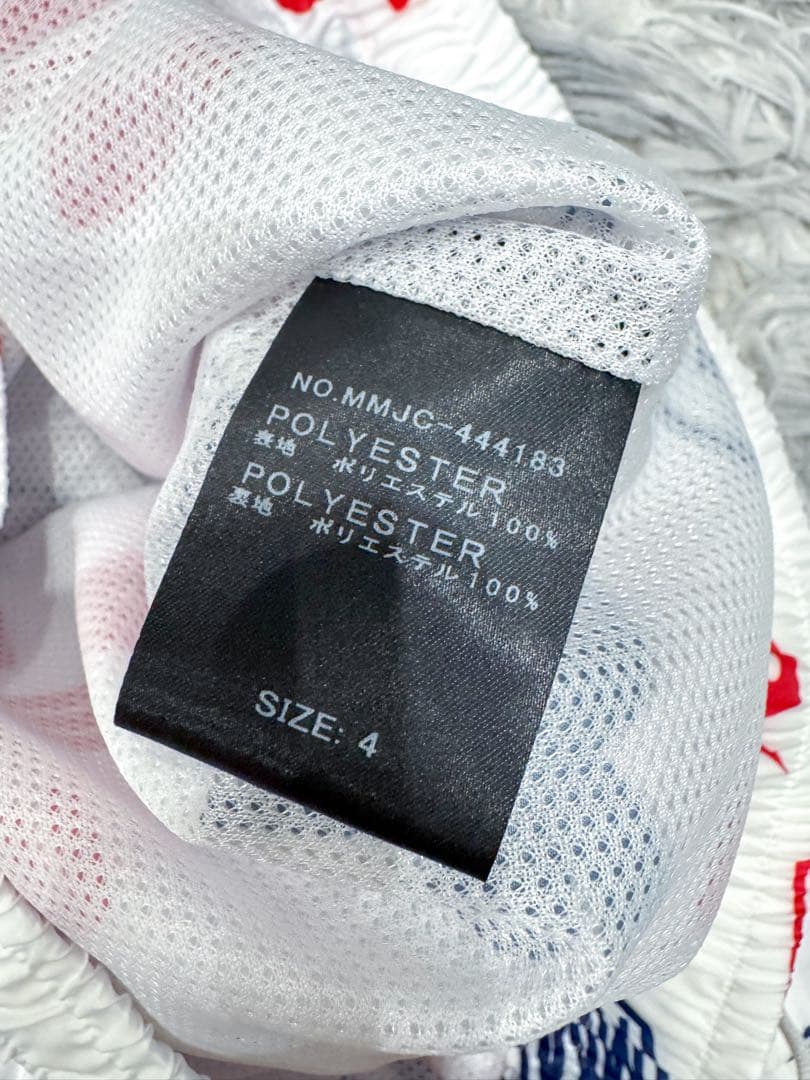 NO.MMJC-444183
POLYESTER
表地 ポリエステル100%
POLYESTER
裏地 ポリエステル100%
SIZE: 4